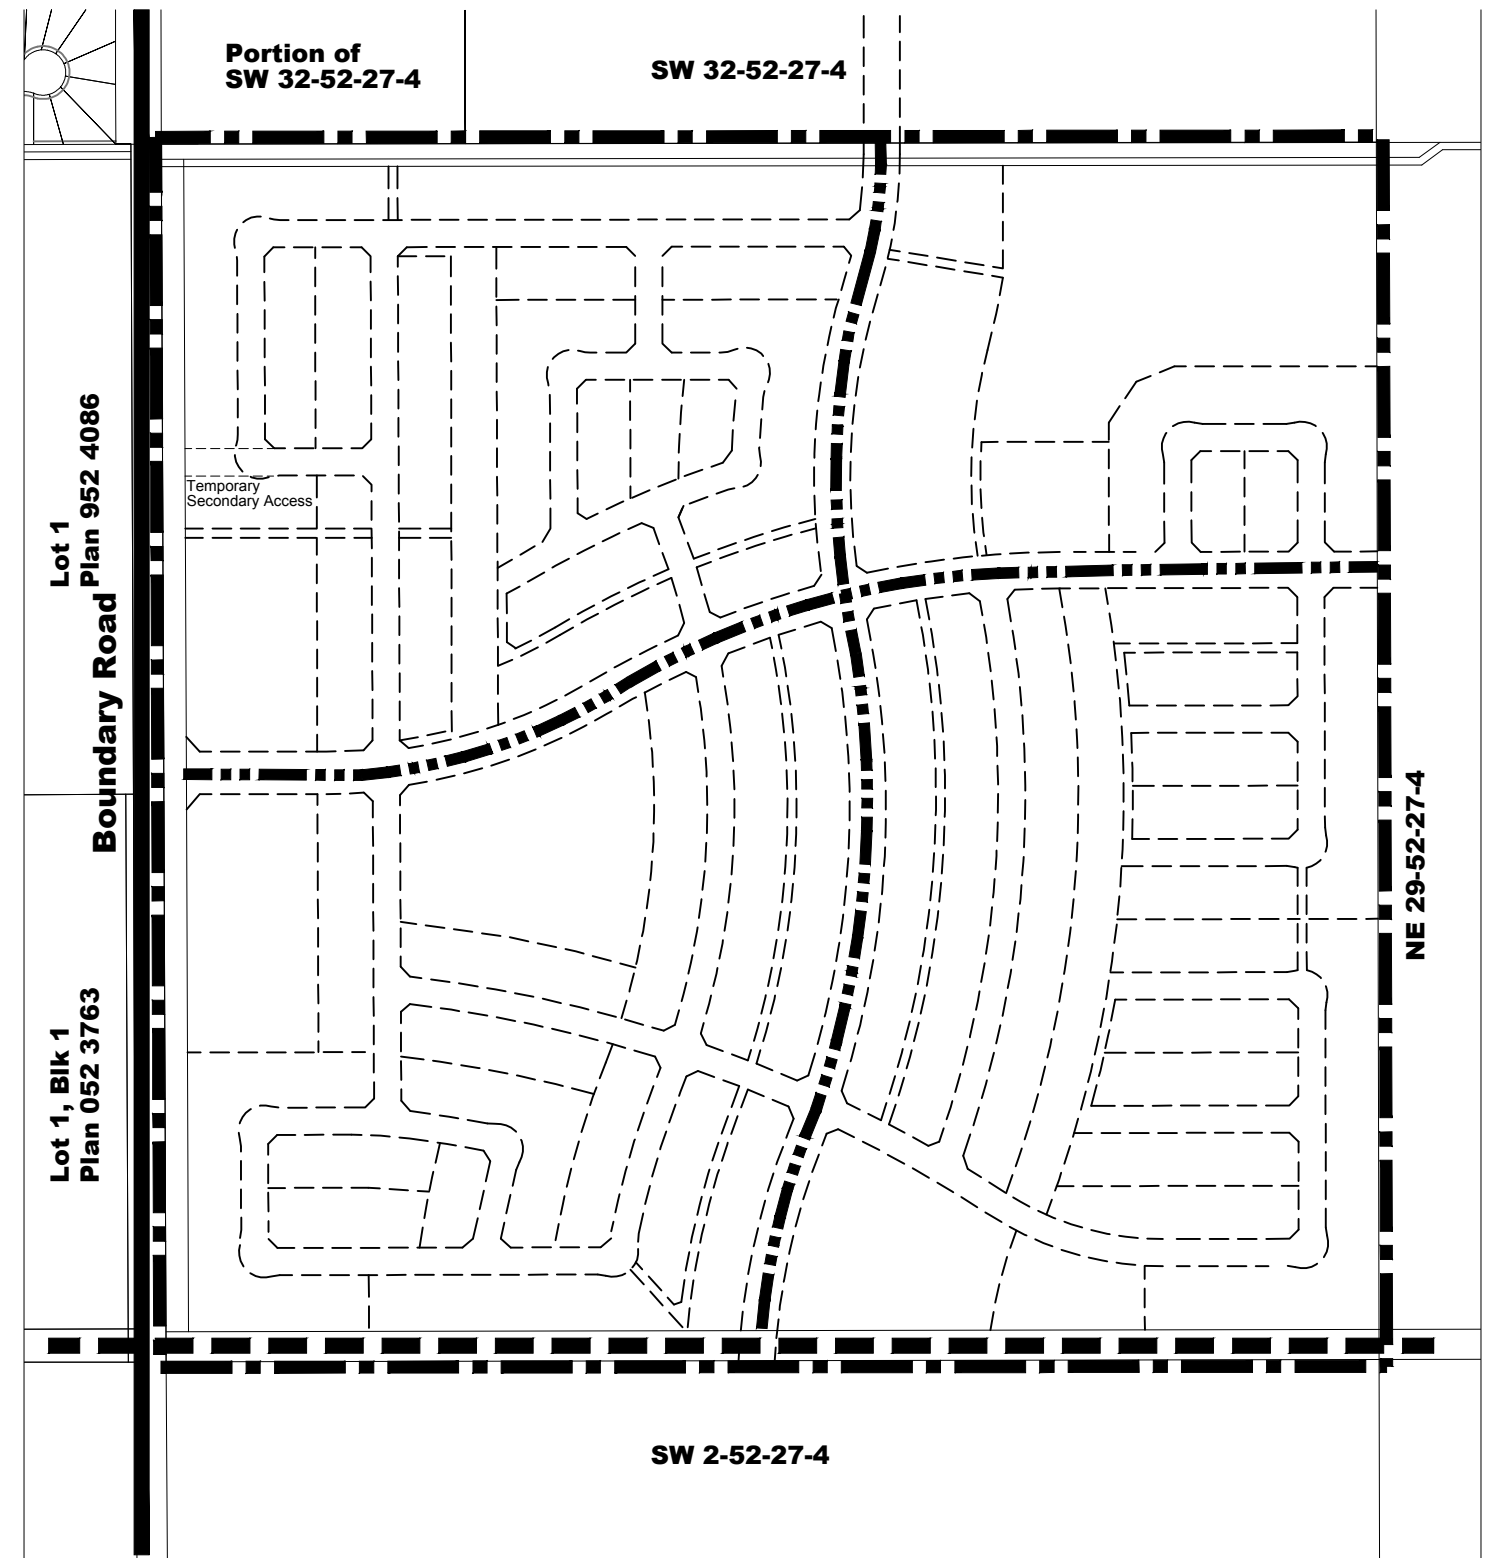 Portion of
SW 32-52-27-4
SW 32-52-27-4
Lot 1
Plan 952 4086
Temporary
Secondary Access
Boundary Road
NE 29-52-27-4
Lot 1, Blk 1
Plan 052 3763
SW 2-52-27-4